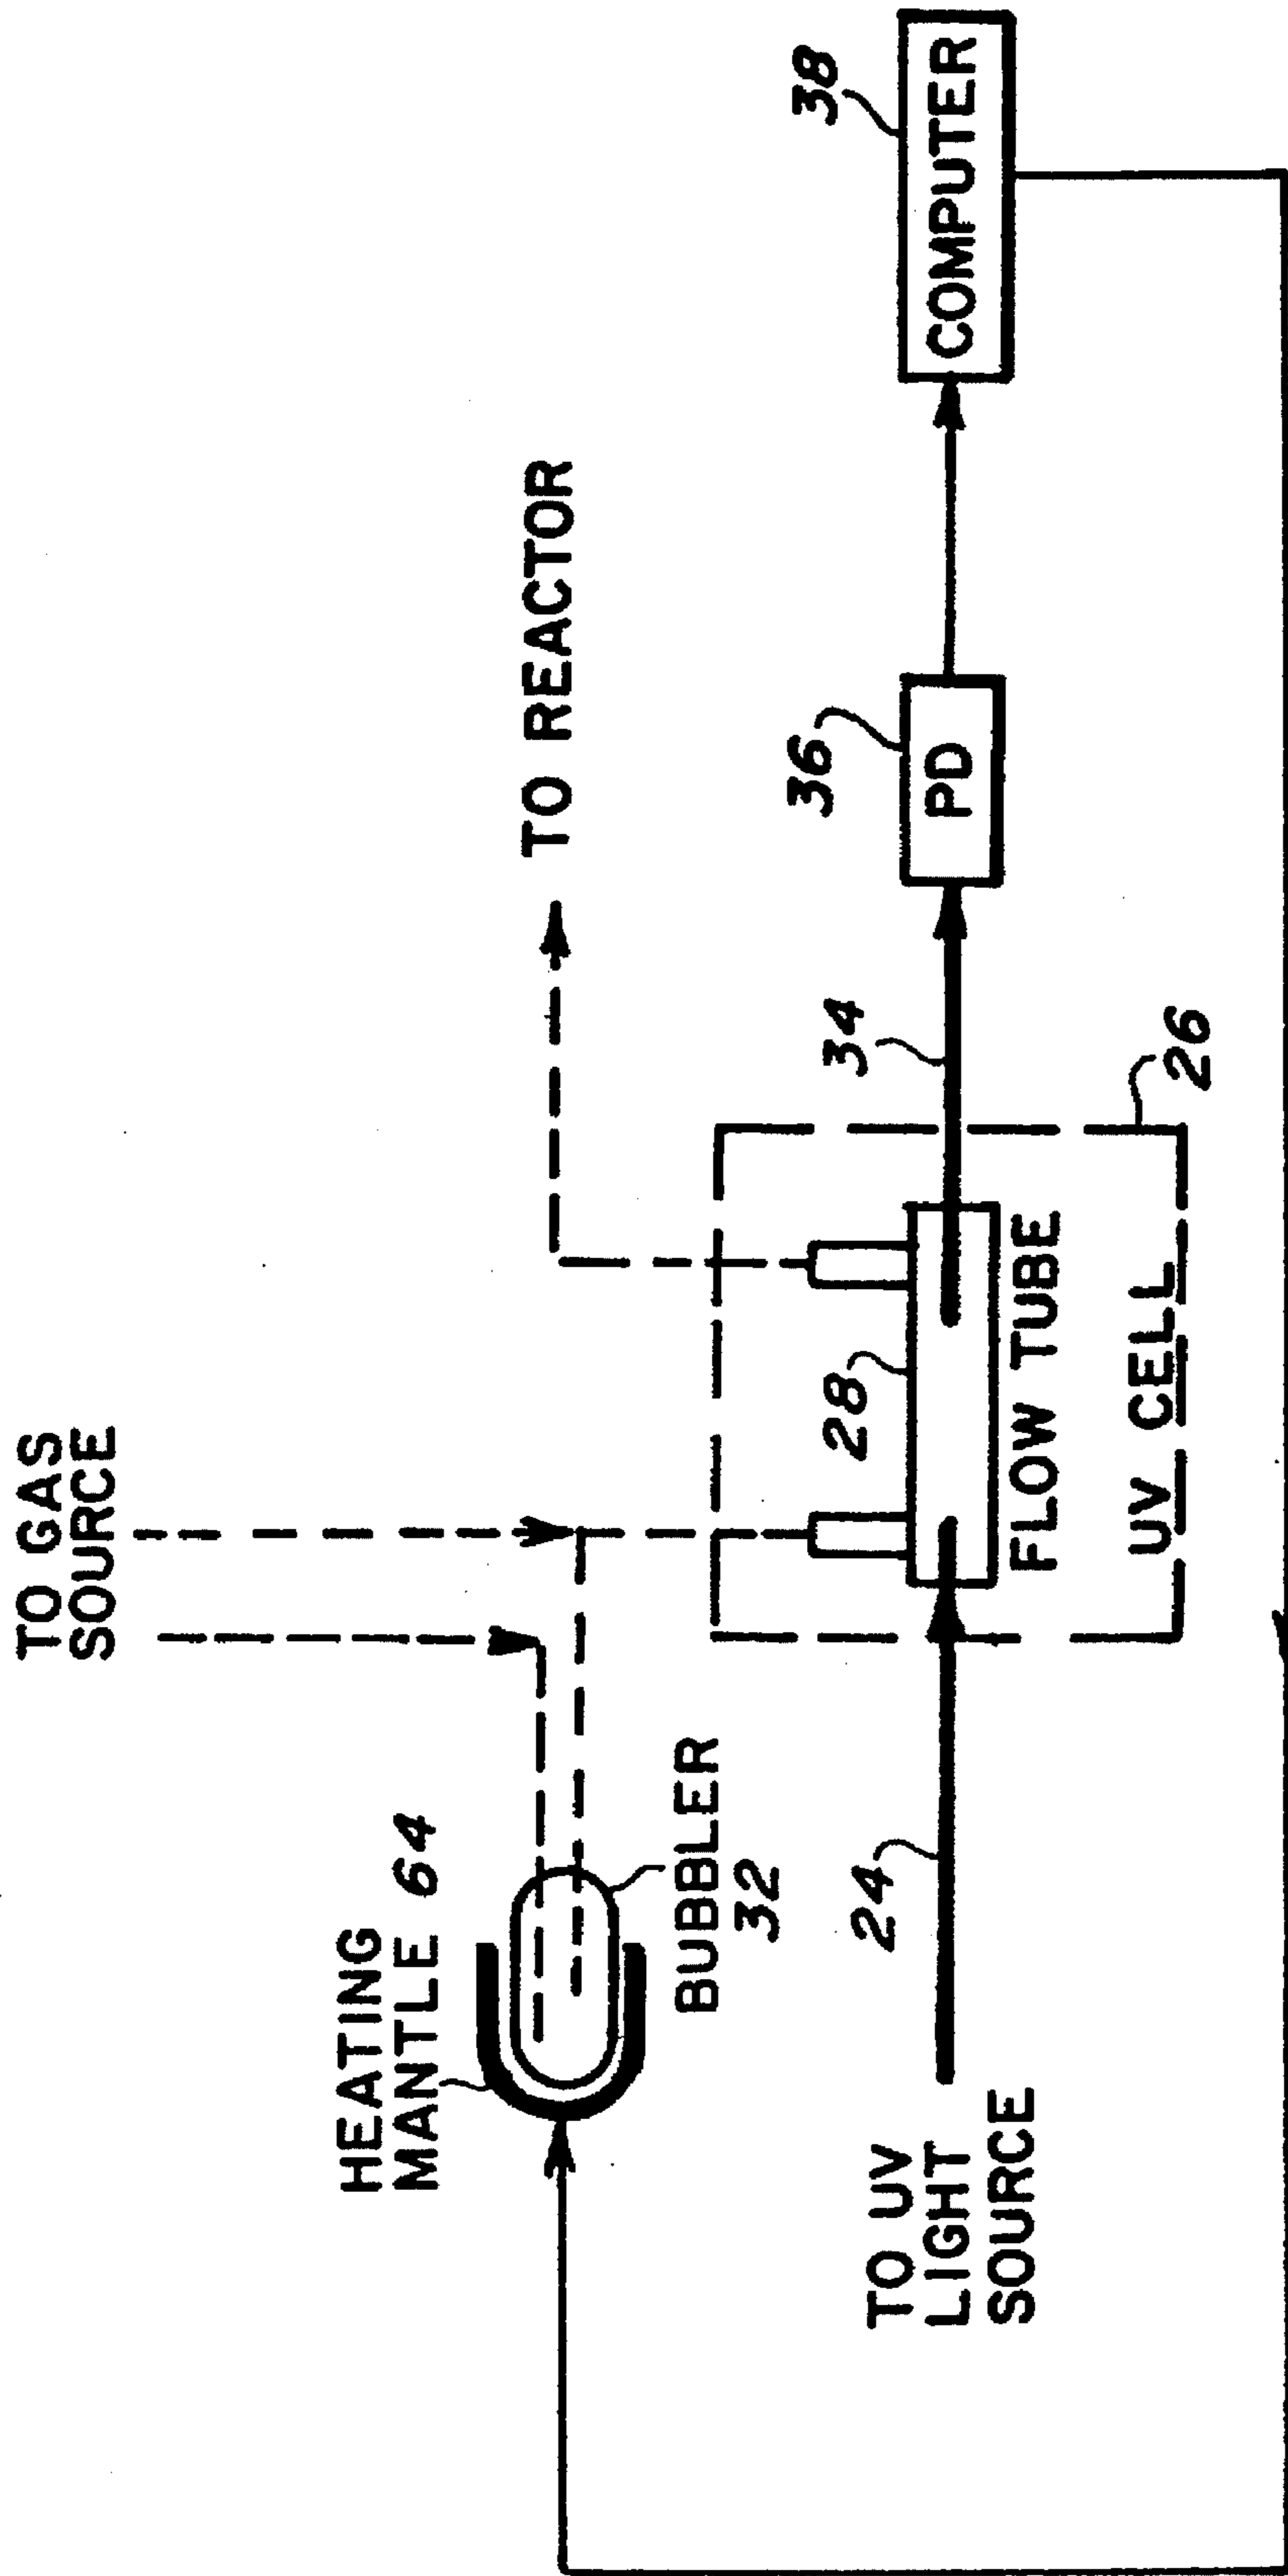 TO GAS
SOURCE
HEATING
MANTLE 64
BUBBLER
32
TO REACTOR
38
COMPUTER
36
PD
34
28
FLOW TUBE
UV CELL
26
24
TO UV
LIGHT
SOURCE